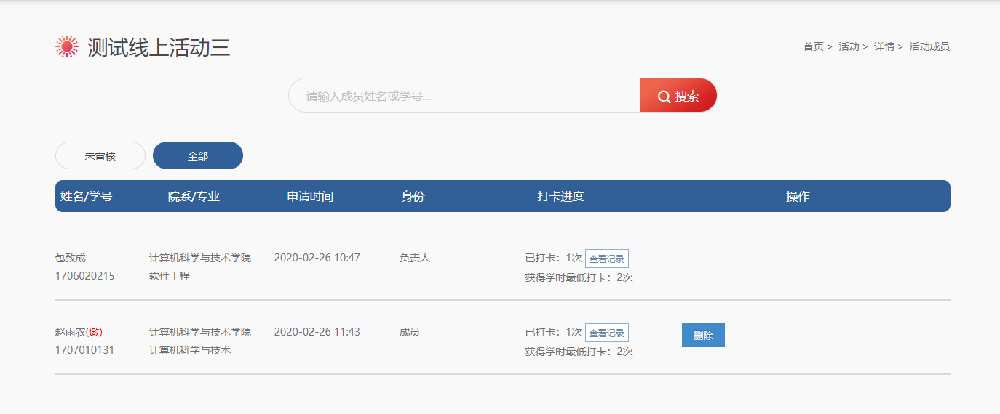 测试线上活动三
首页 > 活动 > 详情 > 活动成员
请输入成员姓名或学号...
搜索
未审核 全部
姓名/学号 院系/专业 申请时间 身份 打卡进度 操作
包致成 计算机科学与技术学院 2020-02-26 10:47 负责人 已打卡：1次 查看记录
1706020215 软件工程 获得学时最低打卡：2次
赵雨农(邀) 计算机科学与技术学院 2020-02-26 11:43 成员 已打卡：1次 查看记录 删除
1707010131 计算机科学与技术 获得学时最低打卡：2次